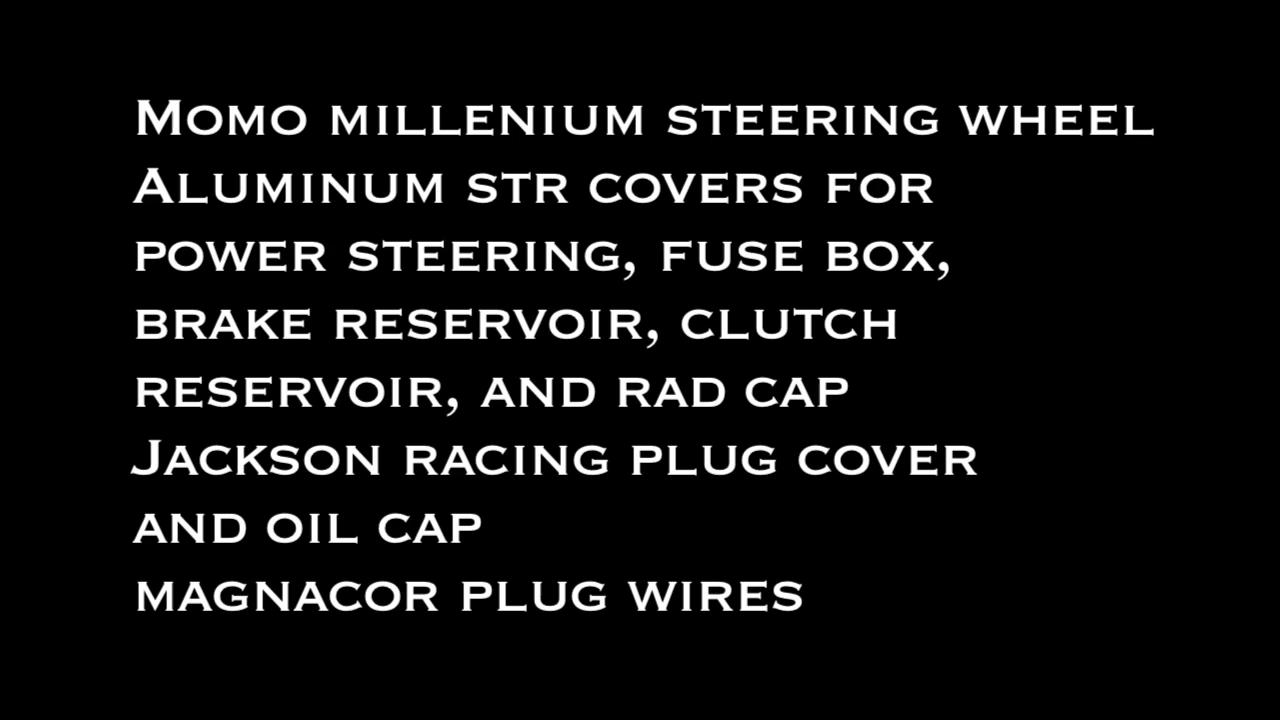 Momo millenium steering wheel
Aluminum str covers for
power steering, fuse box,
brake reservoir, clutch
reservoir, and rad cap
Jackson racing plug cover
and oil cap
magnacor plug wires